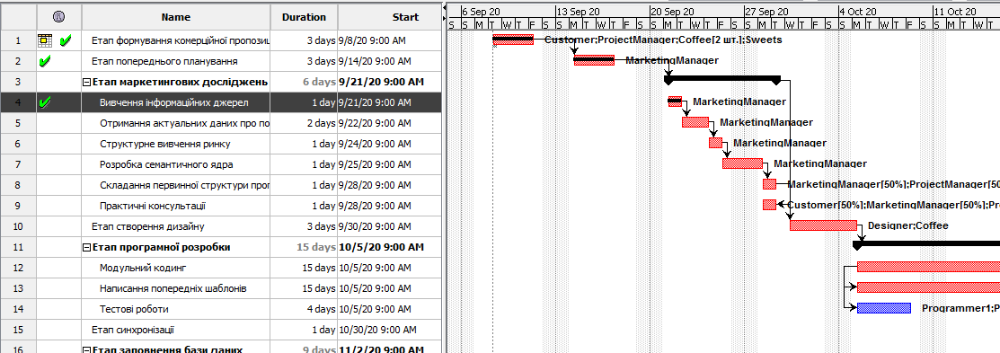 Name Duration Start
6 Sep 20 13 Sep 20 20 Sep 20 27 Sep 20 4 Oct 20 11 Oct 20
S M T W T F S S M T W T F S S M T W T F S S M T W T F S S M T W T F S S M T W
1 Етап формування комерційної пропозиц 3 days 9/8/20 9:00 AM Customer;ProjectManager;Coffee[2 шт.];Sweets
2 Етап попереднього планування 3 days 9/14/20 9:00 AM MarketingManager
3 Етап маркетингових досліджень 6 days 9/21/20 9:00 AM
4 Вивчення інформаційних джерел 1 day 9/21/20 9:00 AM MarketingManager
5 Отримання актуальних даних про по 2 days 9/22/20 9:00 AM MarketingManager
6 Структурне вивчення ринку 1 day 9/24/20 9:00 AM MarketingManager
7 Розробка семантичного ядра 1 day 9/25/20 9:00 AM MarketingManager
8 Складання первинної структури прог 1 day 9/28/20 9:00 AM MarketingManager[50%];ProjectManager[50
9 Практичні консультації 1 day 9/28/20 9:00 AM Customer[50%];MarketingManager[50%];Pro
10 Етап створення дизайну 3 days 9/30/20 9:00 AM Designer;Coffee
11 Етап програмної розробки 15 days 10/5/20 9:00 AM
12 Модульний кодинг 15 days 10/5/20 9:00 AM
13 Написання попередніх шаблонів 15 days 10/5/20 9:00 AM
14 Тестові роботи 4 days 10/5/20 9:00 AM Programmer1;P
15 Етап синхронізації 1 day 10/30/20 9:00 AM
16 Етап заповнення бази даних 9 days 11/2/20 9:00 AM